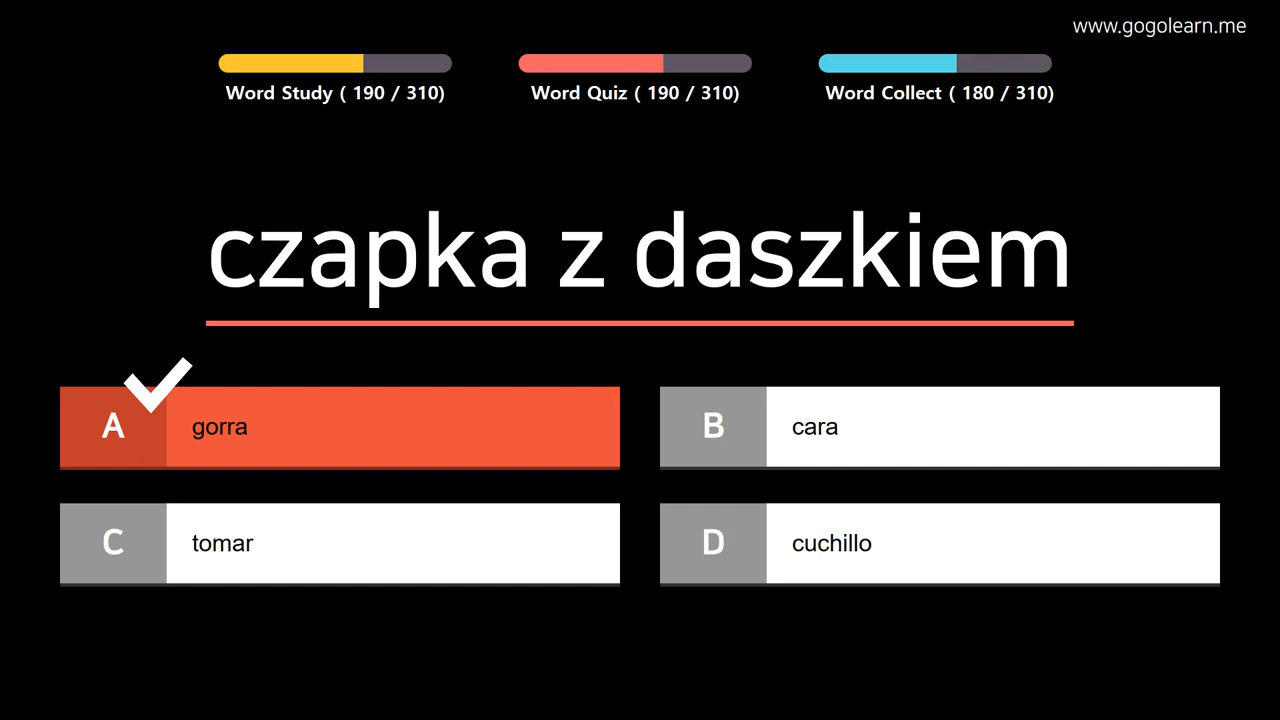 www.gogolearn.me
Word Study ( 190 / 310)
Word Quiz ( 190 / 310)
Word Collect ( 180 / 310)
czapka z daszkiem
A gorra
B cara
C tomar
D cuchillo